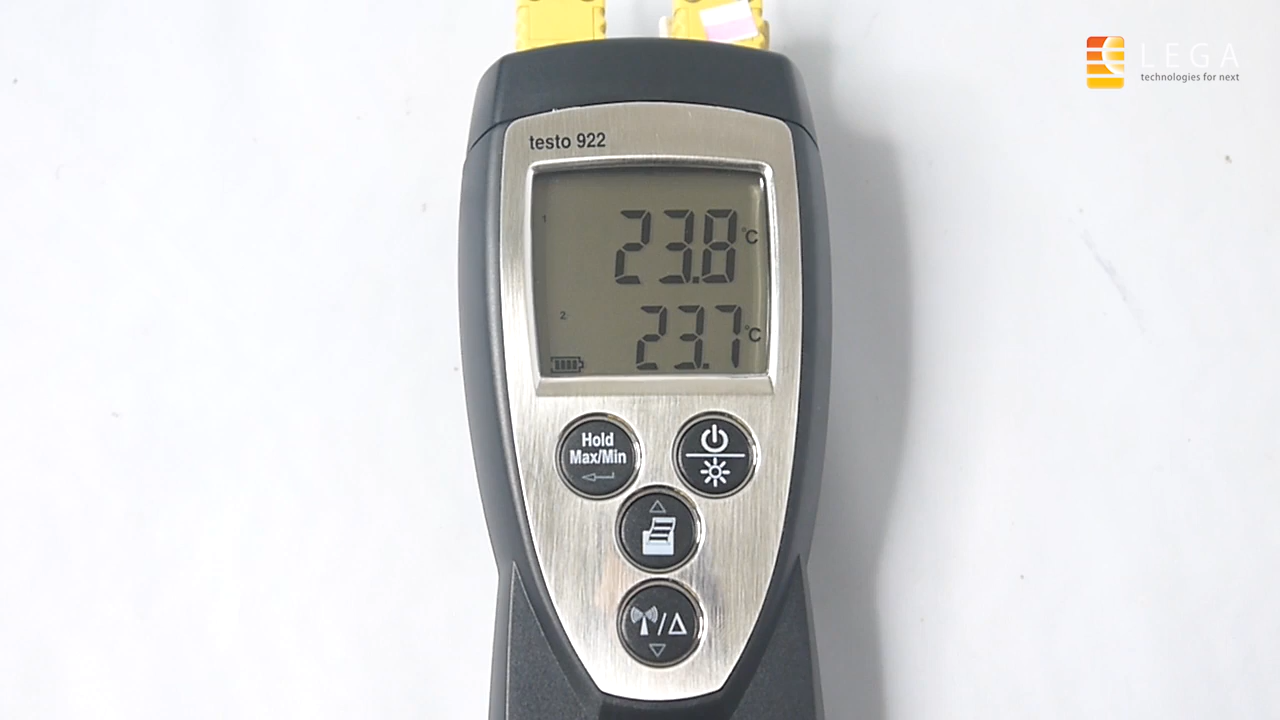 LEGA
technologies for next
testo 922
1
23.8 °C
2
23.7 °C
Hold
Max/Min